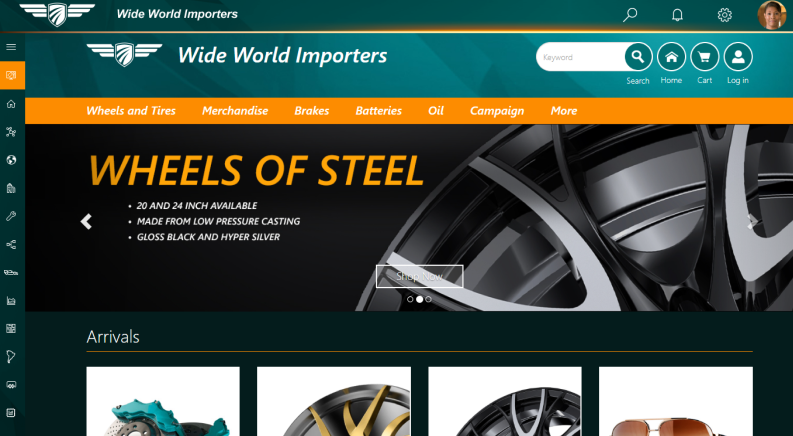 Wide World Importers
Wide World Importers
Keyword
Search
Home
Cart
Log in
Wheels and Tires
Merchandise
Brakes
Batteries
Oil
Campaign
More
WHEELS OF STEEL
• 20 AND 24 INCH AVAILABLE
• MADE FROM LOW PRESSURE CASTING
• GLOSS BLACK AND HYPER SILVER
Shop Now
Arrivals